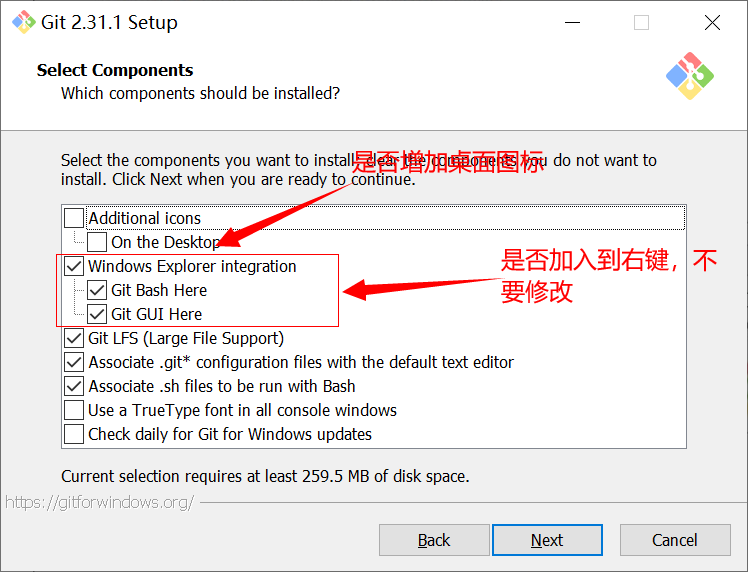 Git 2.31.1 Setup
Select Components
Which components should be installed?
Select the components you want to install, clear the components you do not want to
是否增加桌面图标
install. Click Next when you are ready to continue.
Additional icons
On the Desktop
Windows Explorer integration
是否加入到右键，不
要修改
Git Bash Here
Git GUI Here
Git LFS (Large File Support)
Associate .git* configuration files with the default text editor
Associate .sh files to be run with Bash
Use a TrueType font in all console windows
Check daily for Git for Windows updates
Current selection requires at least 259.5 MB of disk space.
https://gitforwindows.org/
Back
Next
Cancel